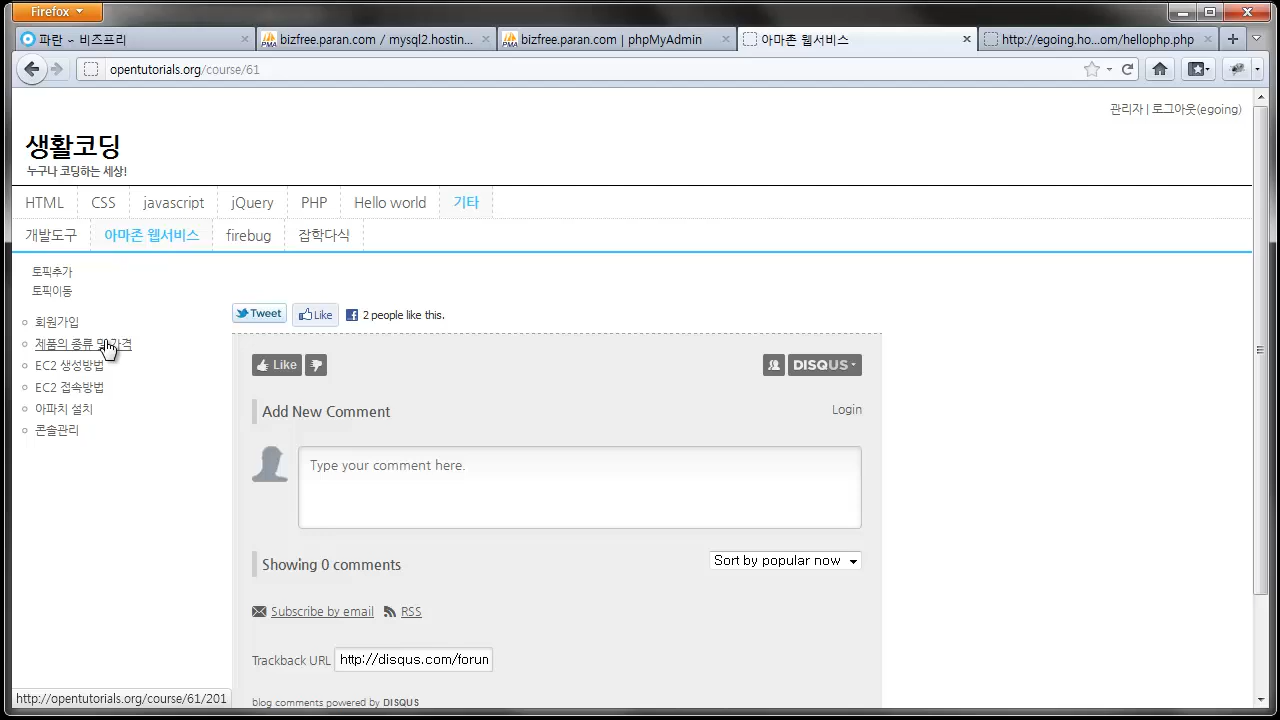 Firefox
파란 - 비즈프리
bizfree.paran.com / mysql2.hostin...
bizfree.paran.com | phpMyAdmin
아마존 웹서비스
http://egoing.ho...om/hellophp.php
opentutorials.org/course/61
관리자 | 로그아웃(egoing)
생활코딩
누구나 코딩하는 세상!
HTML CSS javascript jQuery PHP Hello world 기타
개발도구 아마존 웹서비스 firebug 잡학다식
토픽추가
토픽이동
Tweet Like 2 people like this.
회원가입
제품의 종류 및 가격
EC2 생성방법
EC2 접속방법
아파치 설치
콘솔관리
Like DISQUS
Add New Comment Login
Type your comment here.
Showing 0 comments Sort by popular now
Subscribe by email RSS
Trackback URL http://disqus.com/forun
blog comments powered by DISQUS
http://opentutorials.org/course/61/201